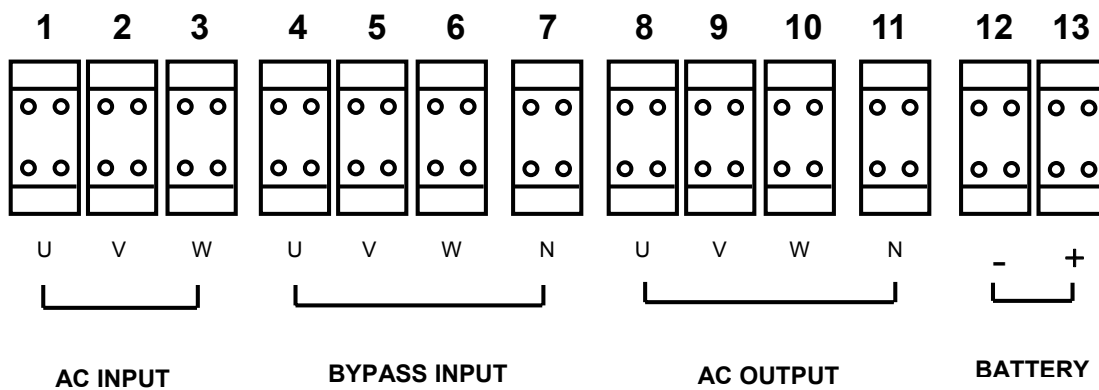 1 2 3 4 5 6 7 8 9 10 11 12 13
U V W U V W N U V W N - +
AC INPUT BYPASS INPUT AC OUTPUT BATTERY